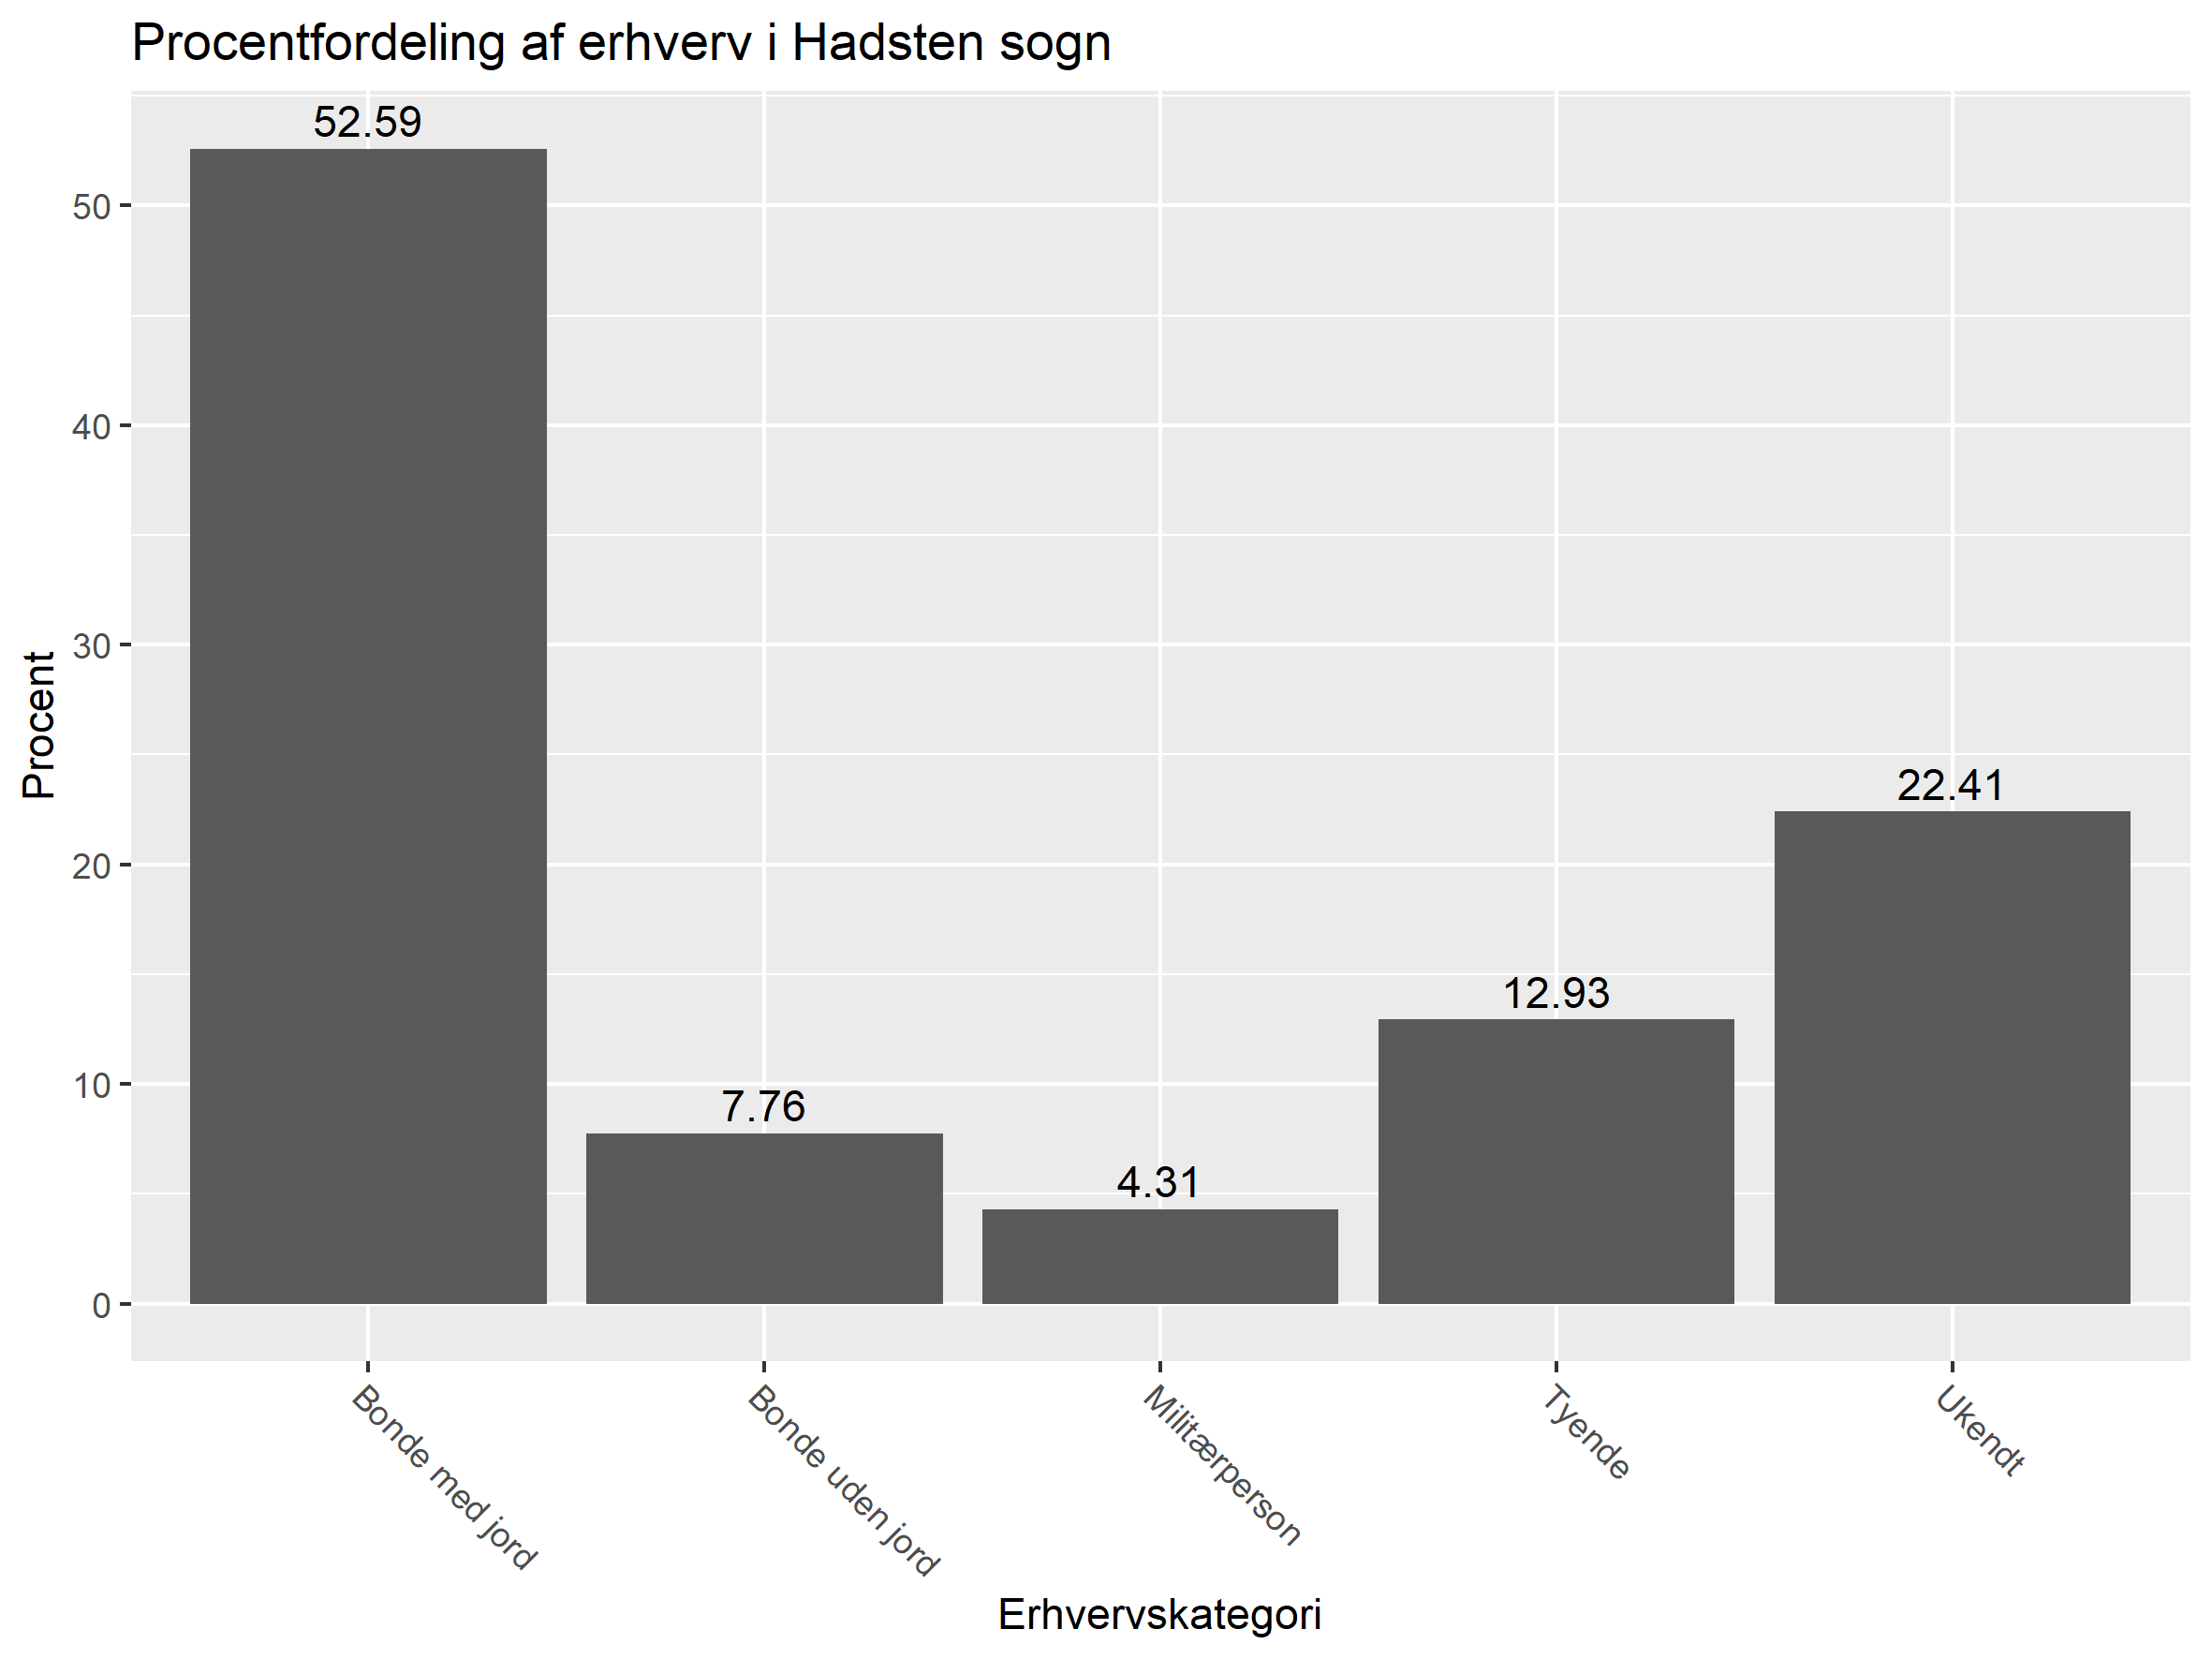 Procentfordeling af erhverv i Hadsten sogn
52.59
7.76
4.31
12.93
22.41
50
40
30
20
10
0
Procent
Bonde med jord
Bonde uden jord
Militærperson
Tyende
Ukendt
Erhvervskategori